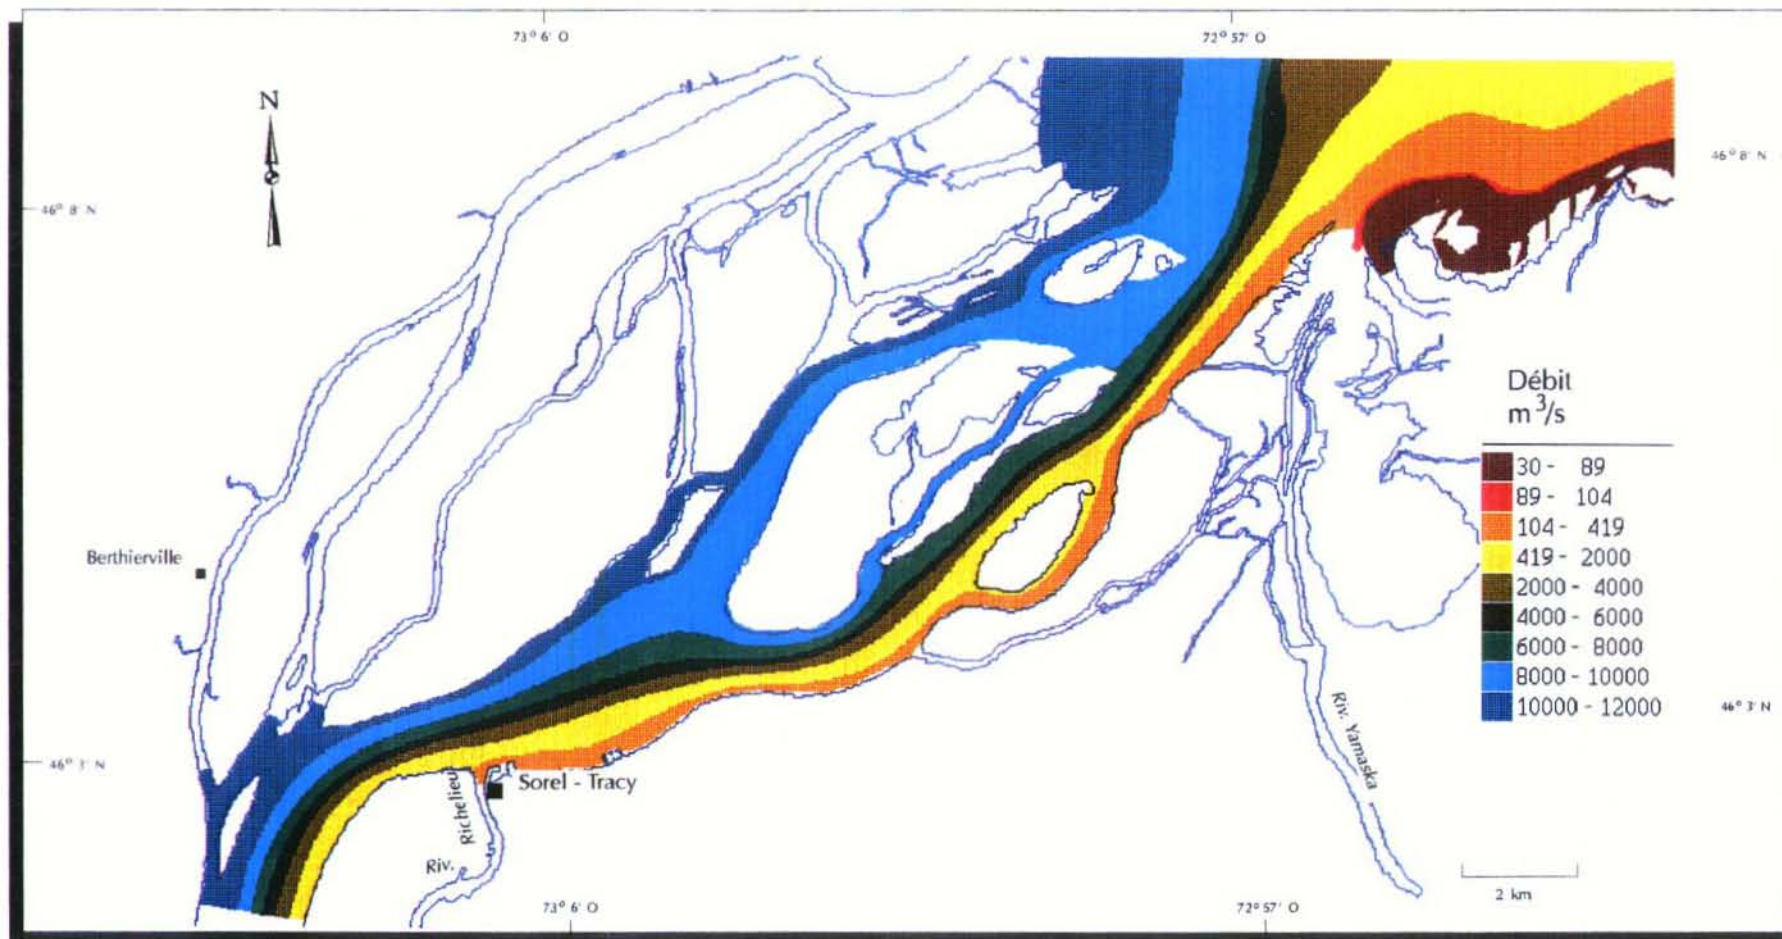 73° 6' O
72° 57' O
N
46° 8' N
46° 8' N
Débit
m³/s
30 - 89
89 - 104
104 - 419
419 - 2000
2000 - 4000
4000 - 6000
6000 - 8000
8000 - 10000
10000 - 12000
Berthierville
46° 3' N
46° 3' N
Sorel - Tracy
Richelieu
Riv.
Riv. Yamaska
2 km
73° 6' O
72° 57' O